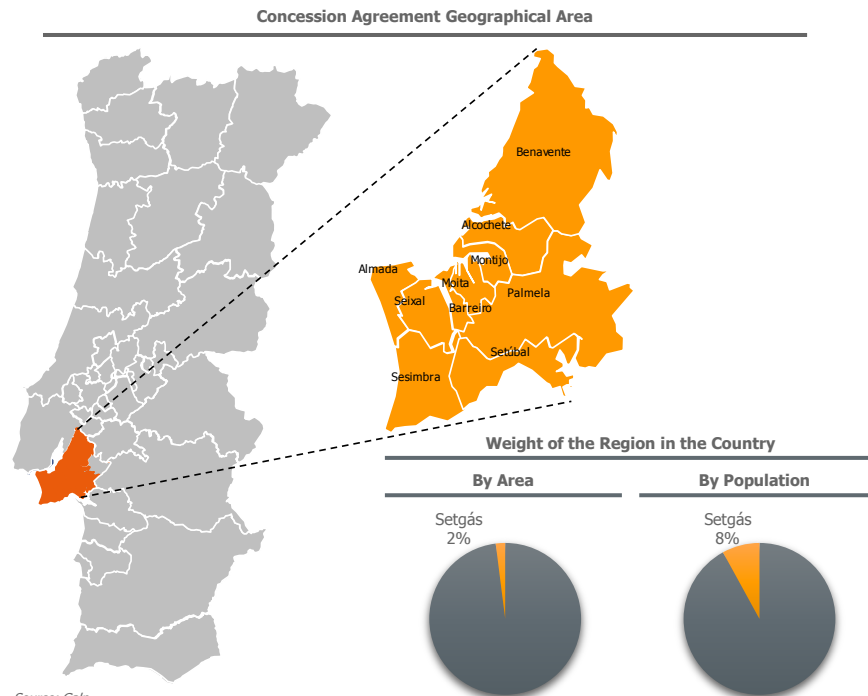 Concession Agreement Geographical Area
Benavente
Alcochete
Montijo
Almada
Moita
Seixal
Palmela
Barreiro
Setúbal
Sesimbra
Weight of the Region in the Country
By Area
By Population
Setgás
2%
Setgás
8%